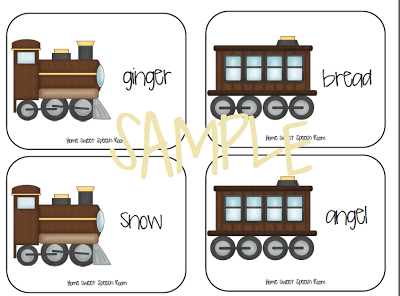 ginger
Home Sweet Speech Room
bread
Home Sweet Speech Room
SAMPLE
snow
Home Sweet Speech Room
angel
Home Sweet Speech Room